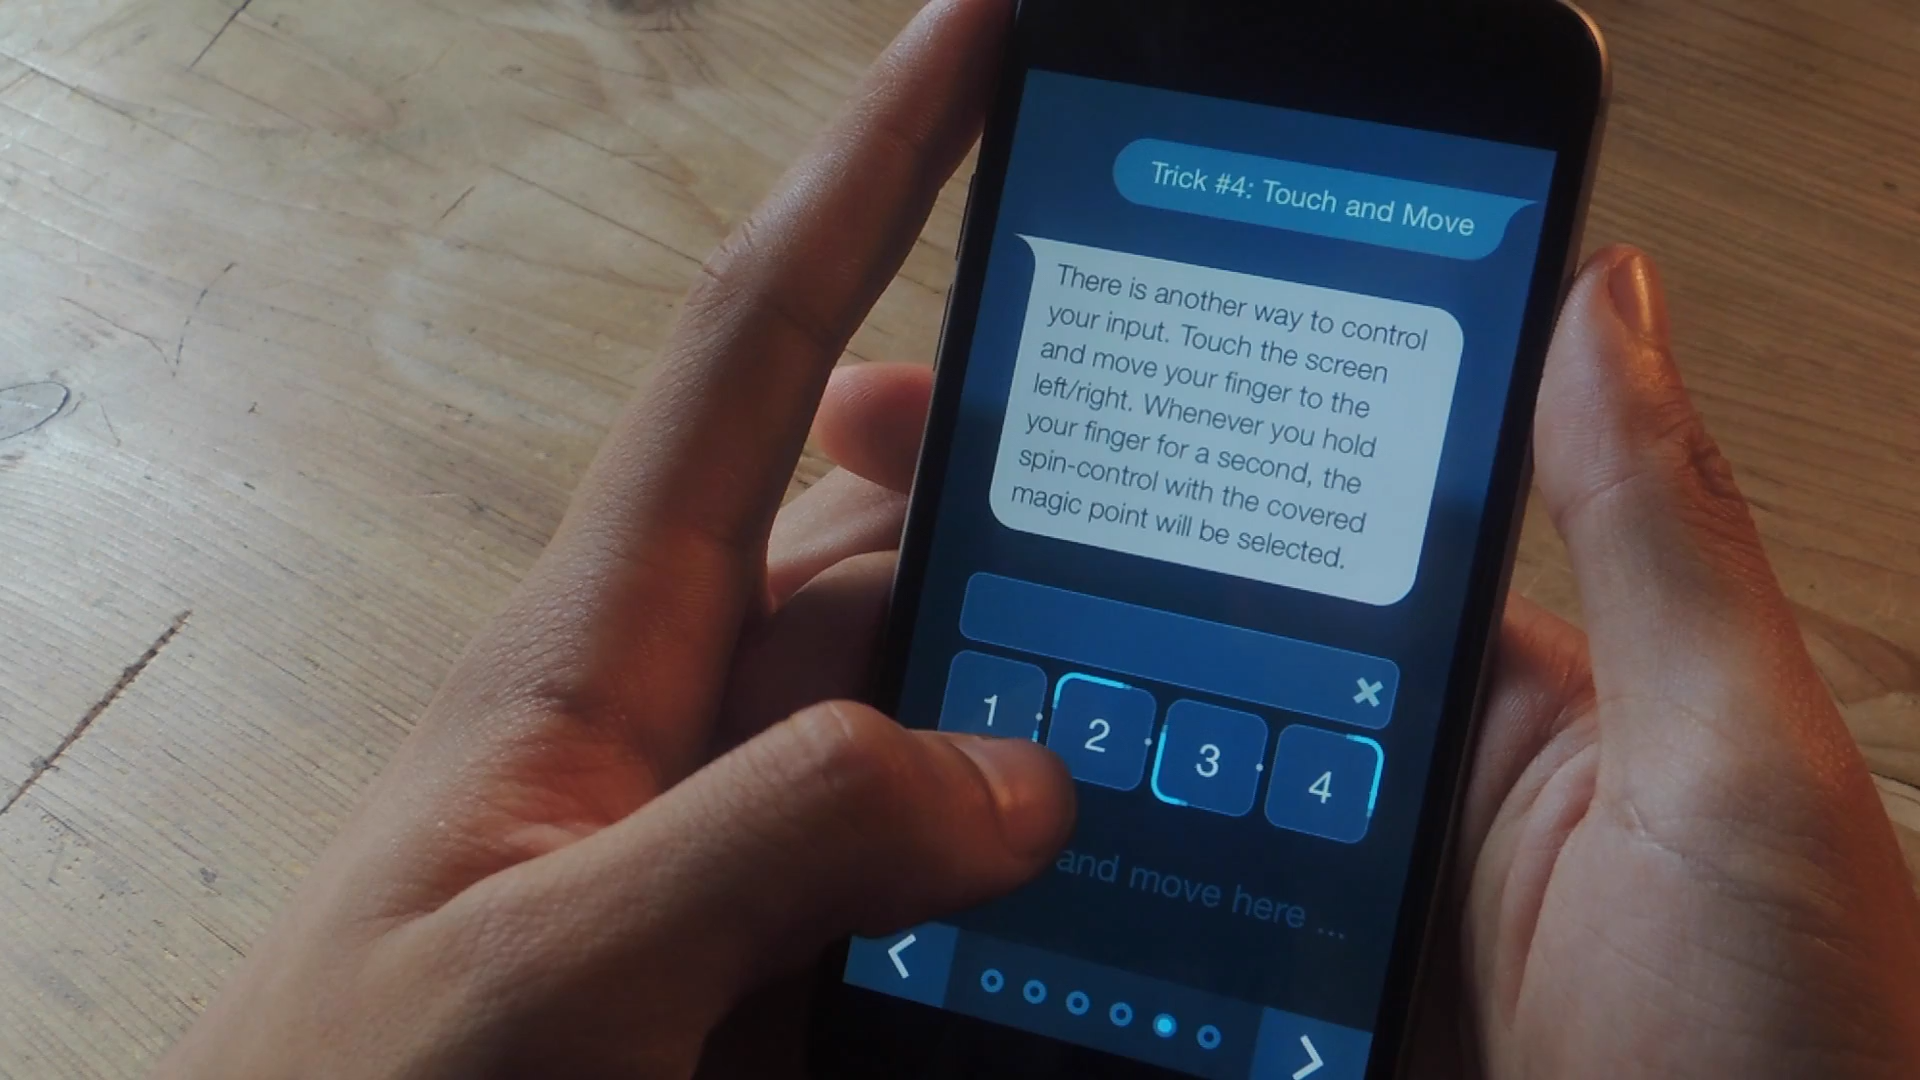 Trick #4: Touch and Move
There is another way to control
your input. Touch the screen
and move your finger to the
left/right. Whenever you hold
your finger for a second, the
spin-control with the covered
magic point will be selected.
1 2 3 4
and move here ...